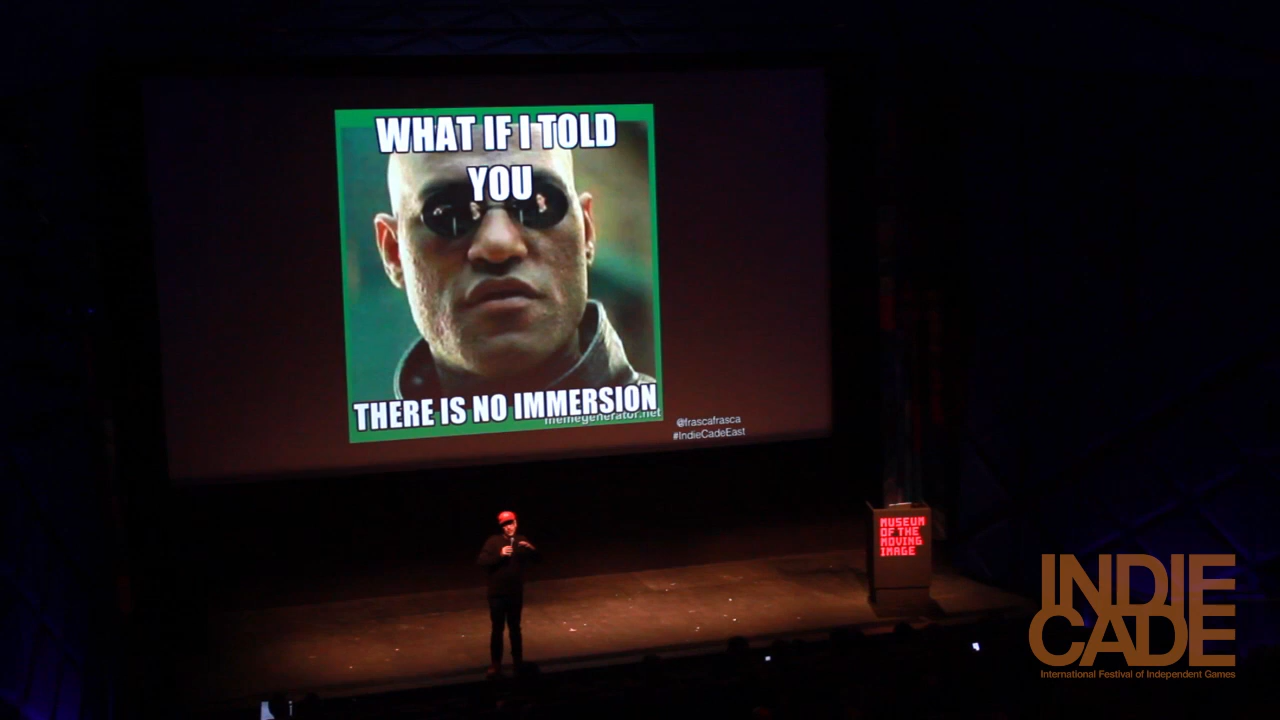 WHAT IF I TOLD
YOU
THERE IS NO IMMERSION
memegenerator.net
@frascafrasca
#IndieCadeEast
MUSEUM
OF THE
MOVING
IMAGE
INDIE
CADE
International Festival of Independent Games